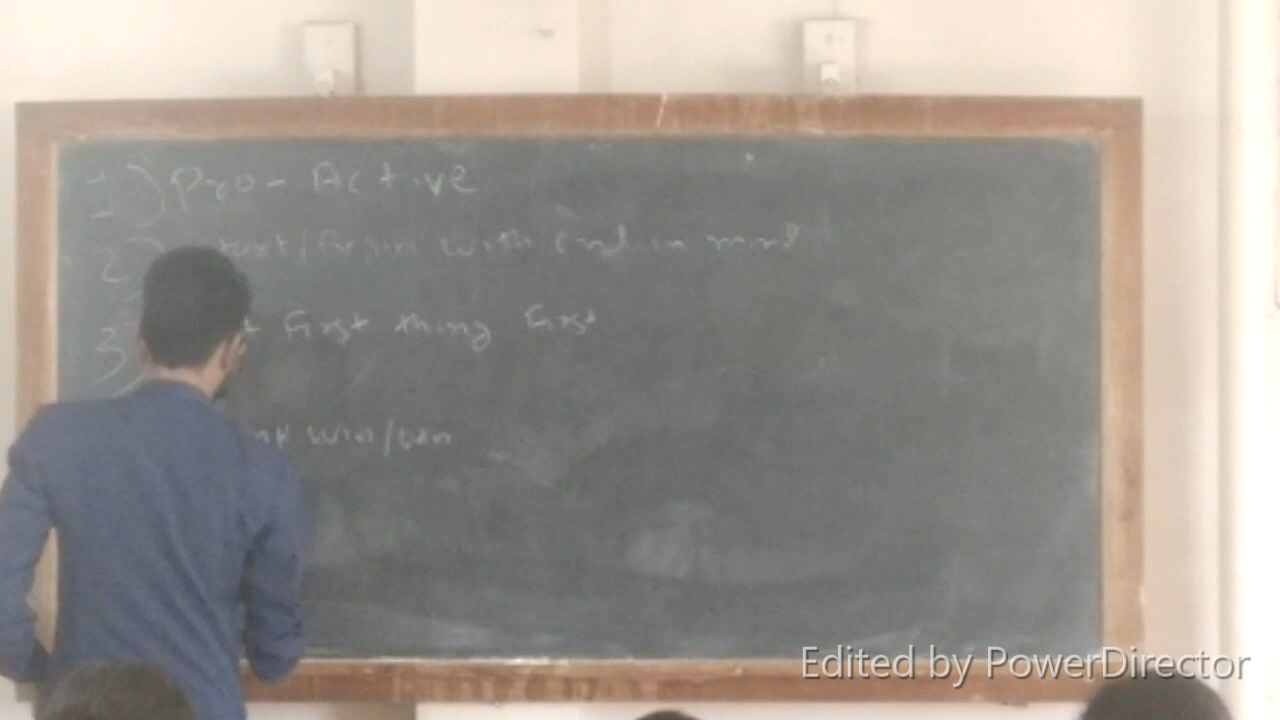 1) Pro-Active
2) Start/Begin with end in mind
3) first thing first
win/win
Edited by PowerDirector